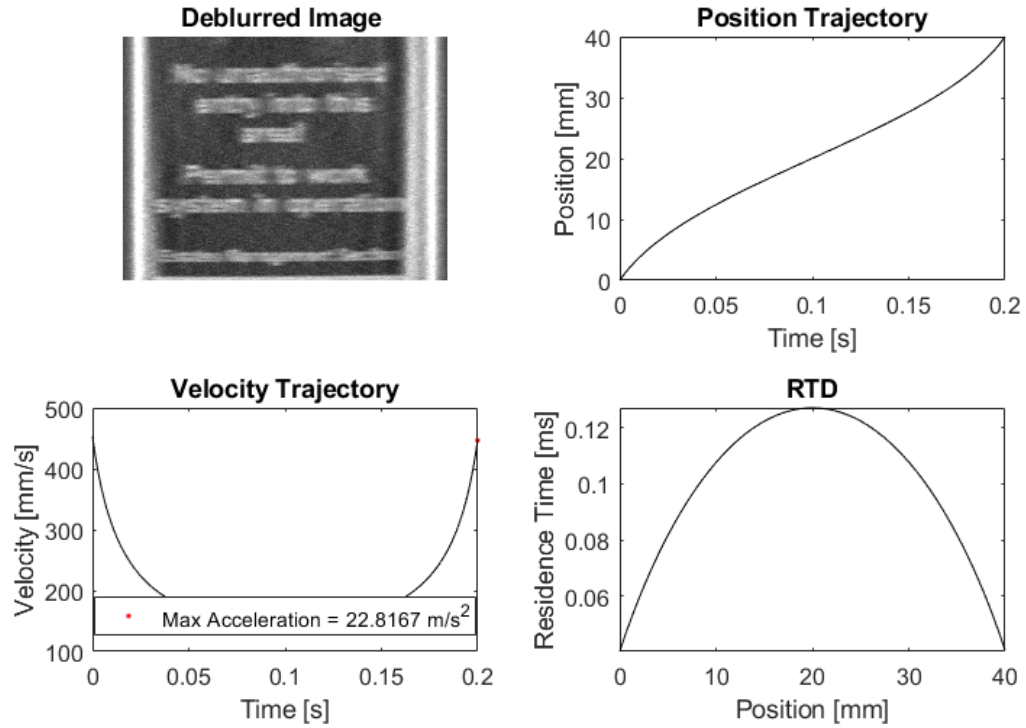 Deblurred Image
Position Trajectory
Position [mm]
40
30
20
10
0
0 0.05 0.1 0.15 0.2
Time [s]
Velocity Trajectory
Velocity [mm/s]
500
400
300
200
100
Max Acceleration = 22.8167 m/s²
0 0.05 0.1 0.15 0.2
Time [s]
RTD
Residence Time [ms]
0.12
0.1
0.08
0.06
0 10 20 30 40
Position [mm]